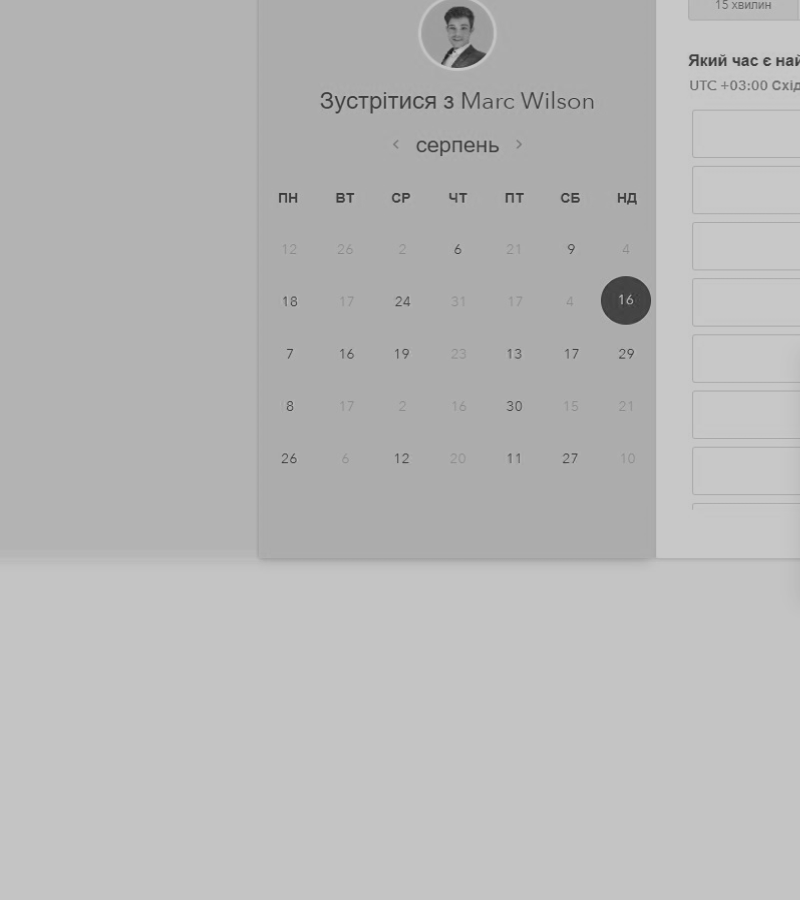 15 хвилин
Зустрітися з Marc Wilson
серпень
ПН ВТ СР ЧТ ПТ СБ НД
12 26 2 6 21 9 4
18 17 24 31 17 4 16
7 16 19 23 13 17 29
8 17 2 16 30 15 21
26 6 12 20 11 27 10
Який час є най
UTC +03:00 Схід